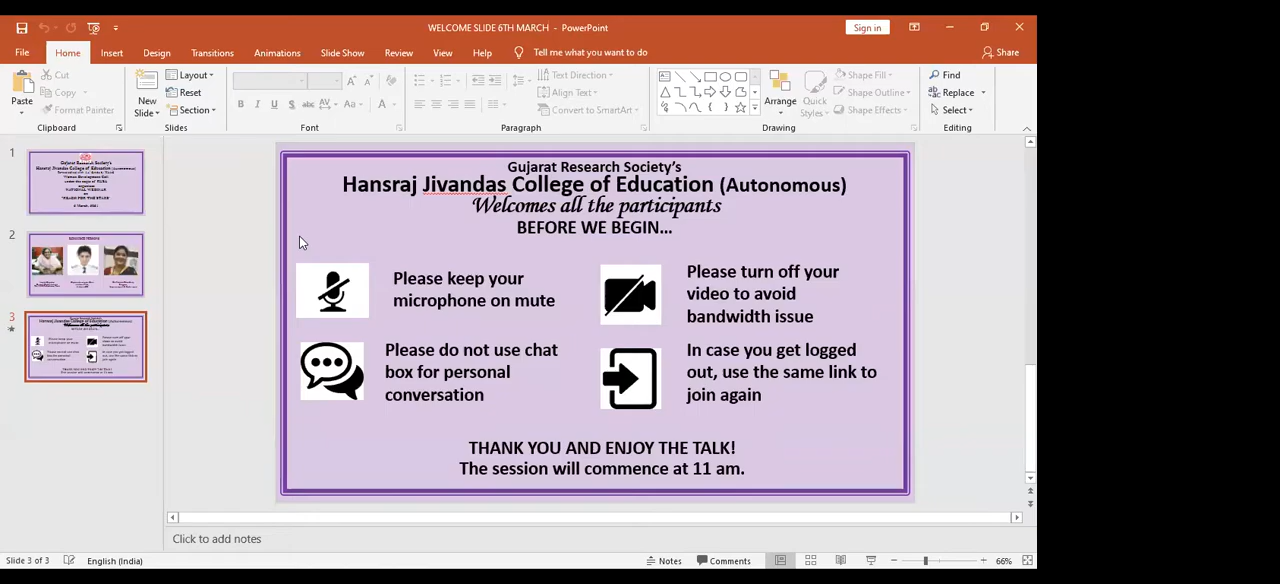 WELCOME SLIDE 6TH MARCH - PowerPoint
Sign in
File Home Insert Design Transitions Animations Slide Show Review View Help Tell me what you want to do
Share
Cut
Copy
Format Painter
Paste
Clipboard
New
Slide
Layout
Reset
Section
Slides
Font
Text Direction
Align Text
Convert to SmartArt
Paragraph
Arrange
Quick
Styles
Shape Fill
Shape Outline
Shape Effects
Drawing
Find
Replace
Select
Editing
1
2
3
Gujarat Research Society's
Hansraj Jivandas College of Education (Autonomous)
Welcomes all the participants
BEFORE WE BEGIN...
Please keep your
microphone on mute
Please turn off your
video to avoid
bandwidth issue
Please do not use chat
box for personal
conversation
In case you get logged
out, use the same link to
join again
THANK YOU AND ENJOY THE TALK!
The session will commence at 11 am.
Click to add notes
Slide 3 of 3
English (India)
Notes
Comments
66%